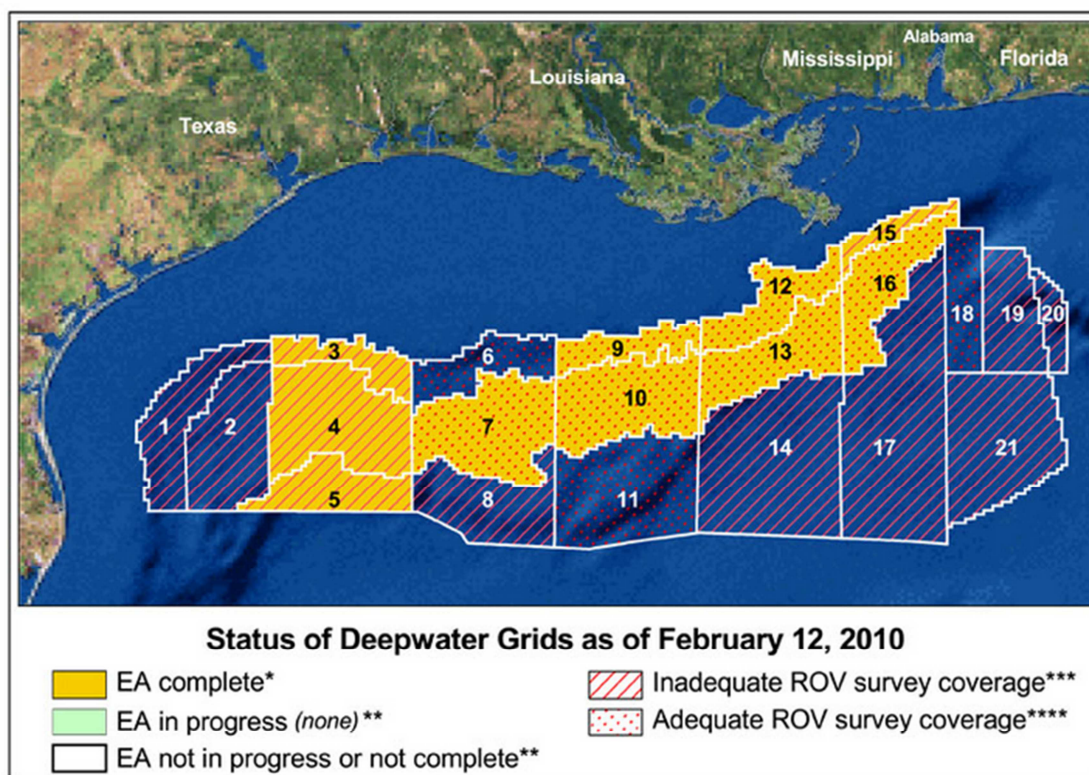 Alabama
Mississippi
Florida
Louisiana
Texas
15
12
16
18
19
20
3
6
9
13
1
2
4
7
10
14
17
21
5
8
11
Status of Deepwater Grids as of February 12, 2010
EA complete*
EA in progress (none) **
EA not in progress or not complete**
Inadequate ROV survey coverage***
Adequate ROV survey coverage****